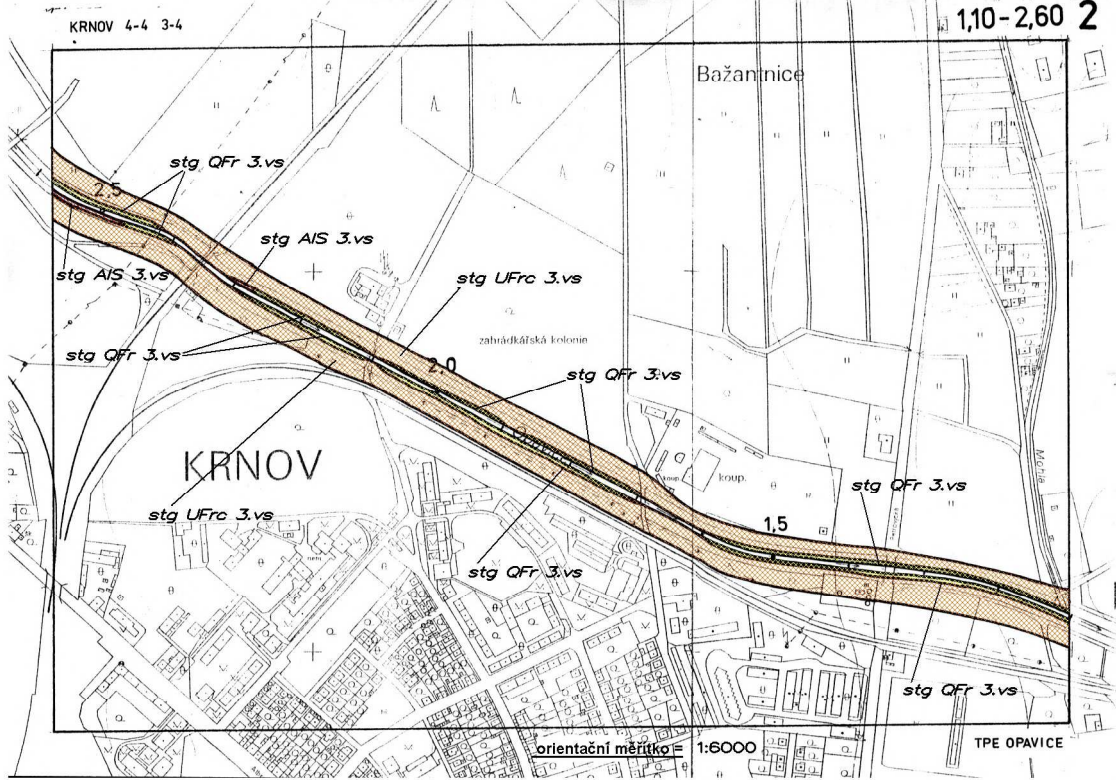 KRNOV 4-4 3-4
1,10-2,60 2
Bažantnice
stg QFr 3.vs
2,5
stg AlS 3.vs
stg AlS 3.vs
stg UFrc 3.vs
zahrádkářská kolonie
stg QFr 3.vs
2,0
stg QFr 3.vs
KRNOV
koup.
koup.
stg QFr 3.vs
stg UFrc 3.vs
1,5
stg QFr 3.vs
stg QFr 3.vs
orientační měřítko = 1:6000
TPE OPAVICE